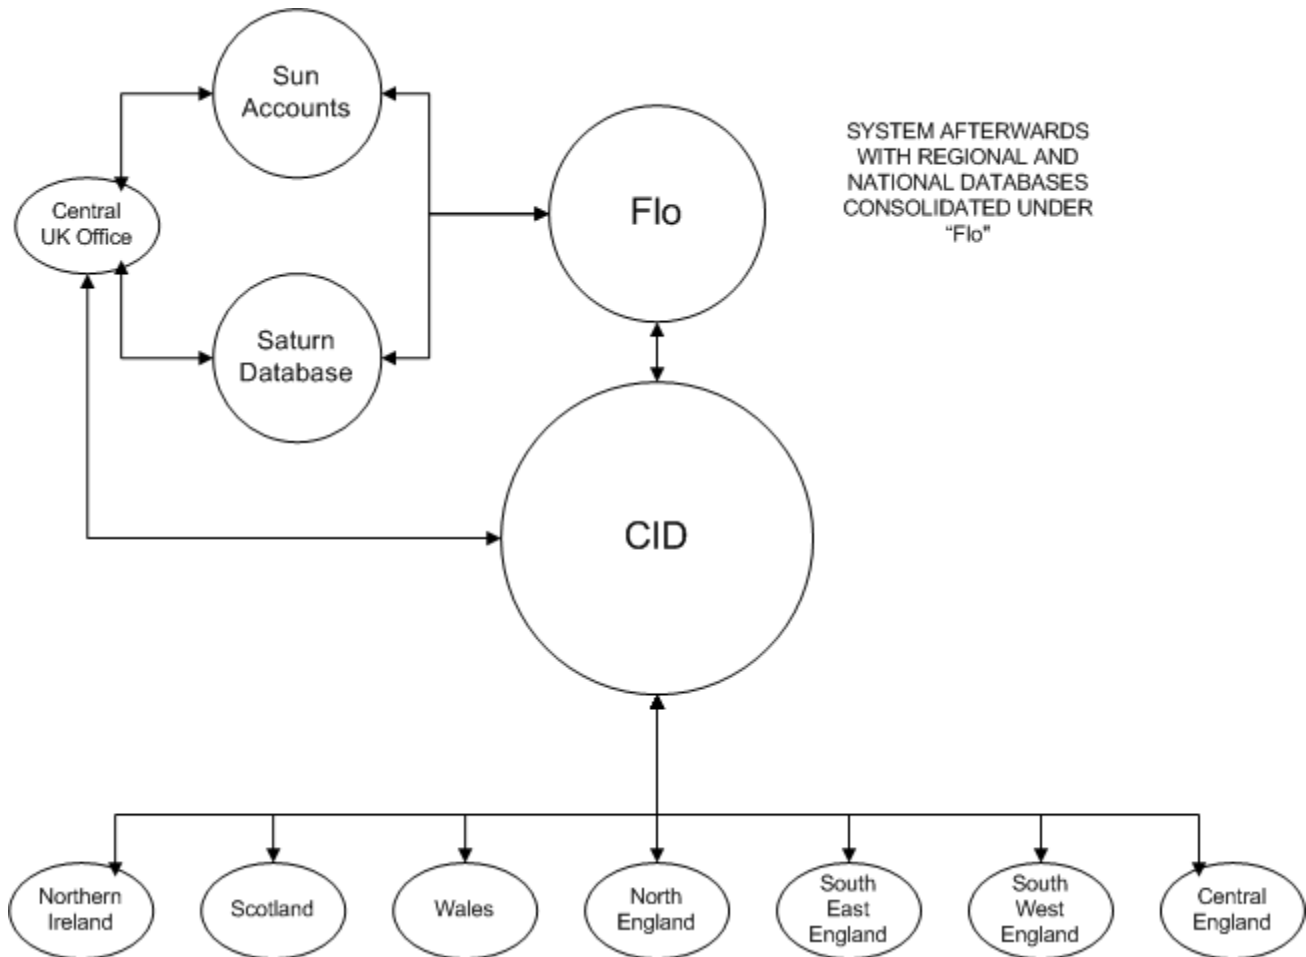 Sun
Accounts
Flo
SYSTEM AFTERWARDS
WITH REGIONAL AND
NATIONAL DATABASES
CONSOLIDATED UNDER
“Flo"
Central
UK Office
Saturn
Database
CID
Northern
Ireland
Scotland
Wales
North
England
South
East
England
South
West
England
Central
England